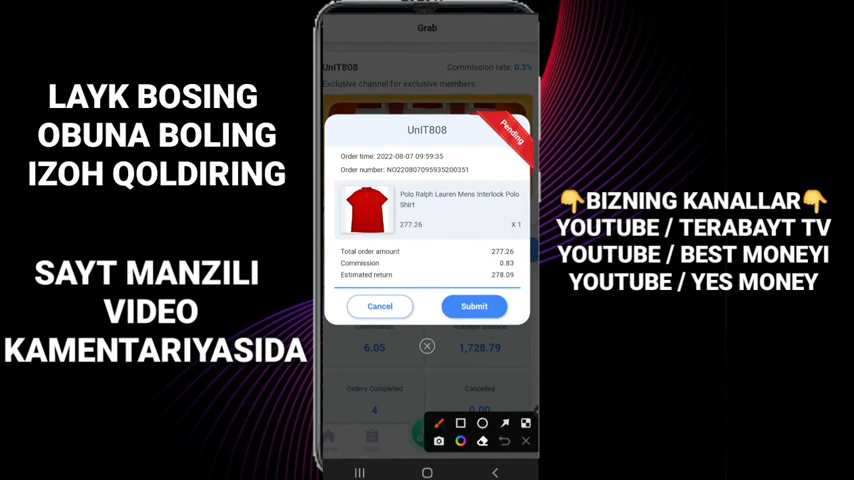 LAYK BOSING
OBUNA BOLING
IZOH QOLDIRING
SAYT MANZILI
VIDEO
KAMENTARIYASIDA
Grab
UnIT808
Commission rate: 0.3%
Exclusive channel for exclusive members
UnIT808
Pending
Order time: 2022-08-07 09:59:35
Order number: NO220807095935200351
Polo Ralph Lauren Mens Interlock Polo
Shirt
277.26 X 1
Total order amount 277.26
Commission 0.83
Estimated return 278.09
Cancel Submit
Available Balance
6.05 1,728.79
Orders Completed Cancelled
4 0.00
👇BIZNING KANALLAR👇
YOUTUBE / TERABAYT TV
YOUTUBE / BEST MONEYI
YOUTUBE / YES MONEY